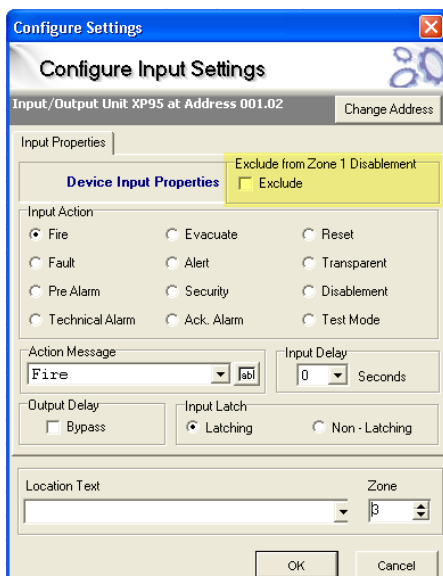 Configure Settings
Configure Input Settings
Input/Output Unit XP95 at Address 001.02
Change Address
Input Properties
Device Input Properties
Exclude from Zone 1 Disablement
Exclude
Input Action
Fire Evacuate Reset
Fault Alert Transparent
Pre Alarm Security Disablement
Technical Alarm Ack. Alarm Test Mode
Action Message
Fire
abl
Input Delay
0 Seconds
Output Delay
Bypass
Input Latch
Latching Non - Latching
Location Text
Zone
3
OK Cancel